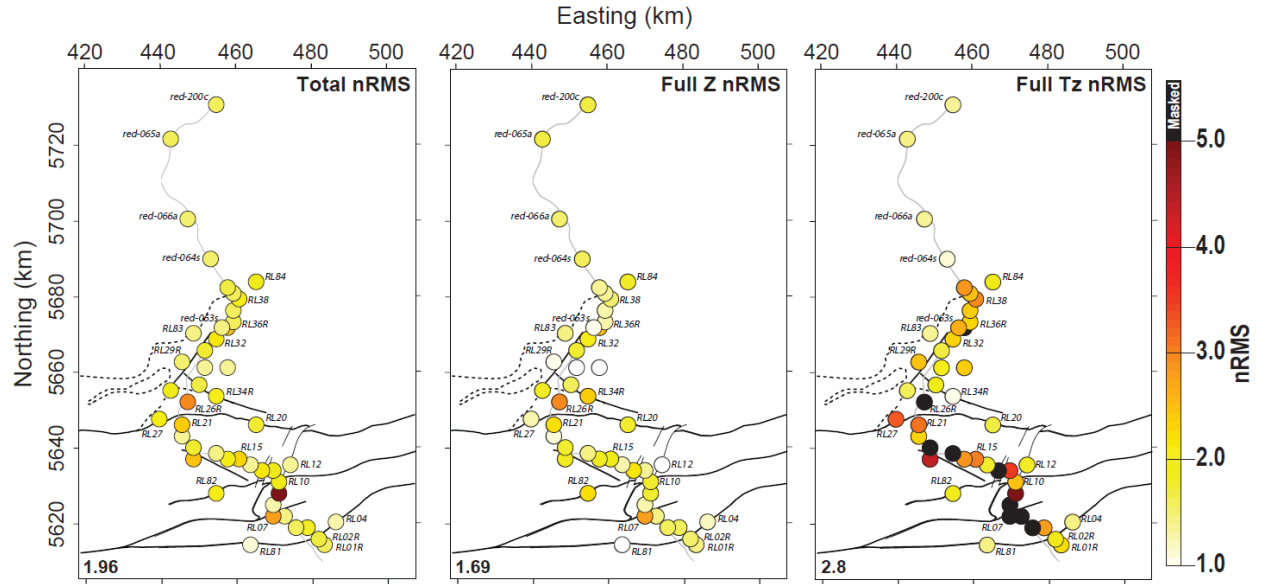 Easting (km)
420 440 460 480 500
420 440 460 480 500
420 440 460 480 500
Total nRMS
Full Z nRMS
Full Tz nRMS
Northing (km)
5720
5700
5680
5660
5640
5620
red-200c
red-065a
red-066a
red-064s
RL84
RL38
red-063s
RL83
RL36R
RL32
RL29R
RL34R
RL26R
RL27
RL21
RL20
RL15
RL12
RL82
RL10
RL07
RL04
RL02R
RL81
RL01R
1.96
red-200c
red-065a
red-066a
red-064s
RL84
RL38
red-063s
RL83
RL36R
RL32
RL29R
RL34R
RL26R
RL27
RL21
RL20
RL15
RL12
RL82
RL10
RL07
RL04
RL02R
RL81
RL01R
1.69
red-200c
red-065a
red-066a
red-064s
RL84
RL38
red-063s
RL83
RL36R
RL32
RL29R
RL34R
RL26R
RL27
RL21
RL20
RL15
RL12
RL82
RL10
RL07
RL04
RL02R
RL81
RL01R
2.8
Masked
5.0
4.0
3.0
2.0
1.0
nRMS